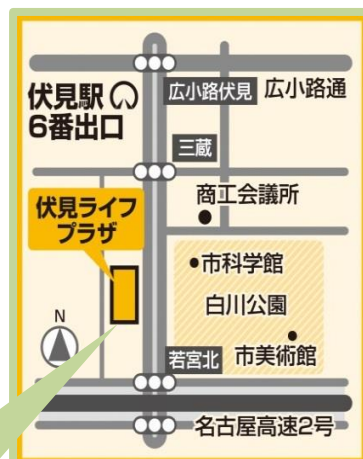 伏見駅
6番出口
広小路伏見
広小路通
三蔵
商工会議所
伏見ライフ
プラザ
市科学館
白川公園
N
若宮北
市美術館
名古屋高速2号